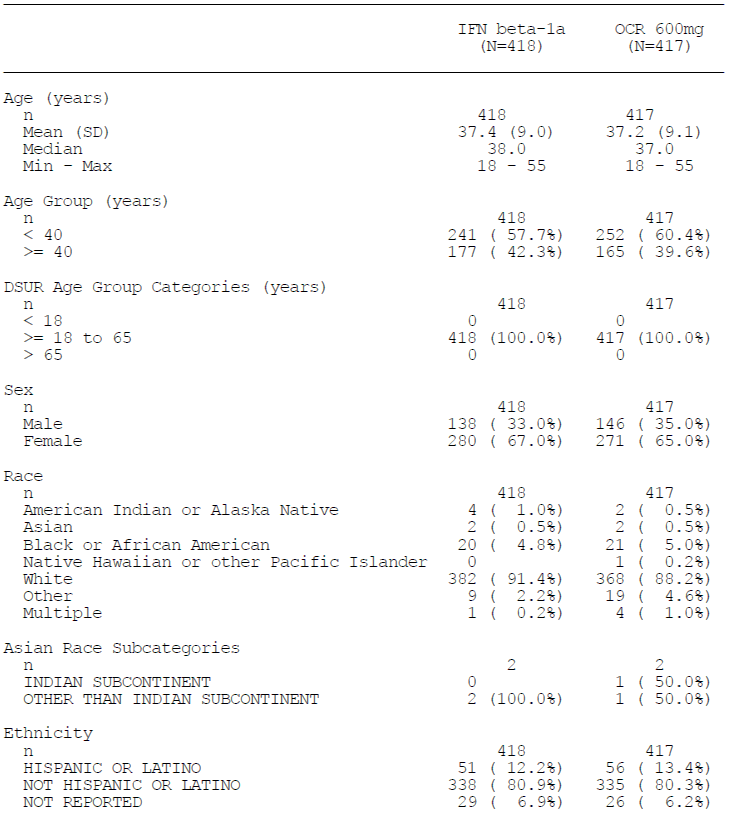 IFN beta-1a OCR 600mg
(N=418) (N=417)
Age (years)
n 418 417
Mean (SD) 37.4 (9.0) 37.2 (9.1)
Median 38.0 37.0
Min - Max 18 - 55 18 - 55
Age Group (years)
n 418 417
< 40 241 ( 57.7%) 252 ( 60.4%)
>= 40 177 ( 42.3%) 165 ( 39.6%)
DSUR Age Group Categories (years)
n 418 417
< 18 0 0
>= 18 to 65 418 (100.0%) 417 (100.0%)
> 65 0 0
Sex
n 418 417
Male 138 ( 33.0%) 146 ( 35.0%)
Female 280 ( 67.0%) 271 ( 65.0%)
Race
n 418 417
American Indian or Alaska Native 4 ( 1.0%) 2 ( 0.5%)
Asian 2 ( 0.5%) 2 ( 0.5%)
Black or African American 20 ( 4.8%) 21 ( 5.0%)
Native Hawaiian or other Pacific Islander 0 1 ( 0.2%)
White 382 ( 91.4%) 368 ( 88.2%)
Other 9 ( 2.2%) 19 ( 4.6%)
Multiple 1 ( 0.2%) 4 ( 1.0%)
Asian Race Subcategories
n 2 2
INDIAN SUBCONTINENT 0 1 ( 50.0%)
OTHER THAN INDIAN SUBCONTINENT 2 (100.0%) 1 ( 50.0%)
Ethnicity
n 418 417
HISPANIC OR LATINO 51 ( 12.2%) 56 ( 13.4%)
NOT HISPANIC OR LATINO 338 ( 80.9%) 335 ( 80.3%)
NOT REPORTED 29 ( 6.9%) 26 ( 6.2%)